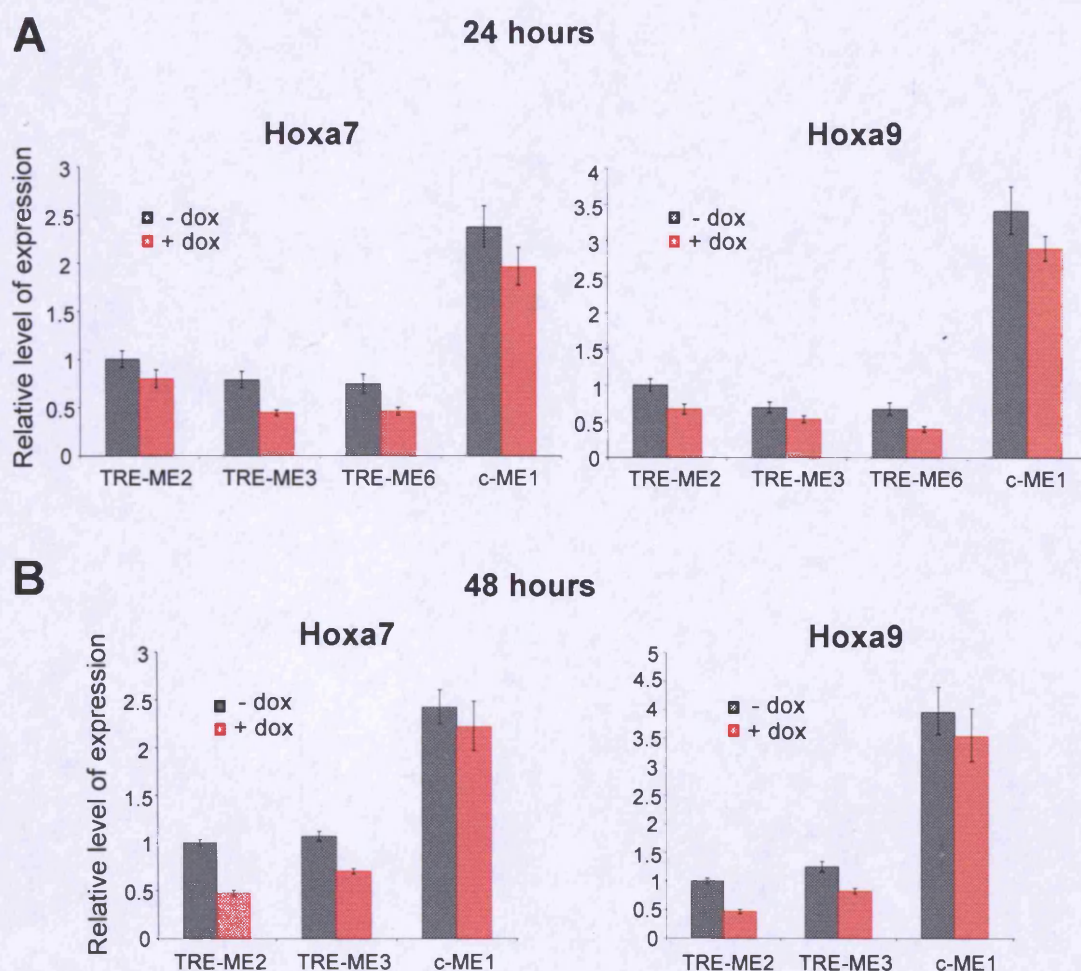 A
24 hours
Hoxa7
Relative level of expression
3
2.5
2
1.5
1
0.5
0
- dox
+ dox
TRE-ME2 TRE-ME3 TRE-ME6 c-ME1
Hoxa9
4
3.5
3
2.5
2
1.5
1
0.5
0
- dox
+ dox
TRE-ME2 TRE-ME3 TRE-ME6 c-ME1
B
48 hours
Hoxa7
Relative level of expression
3
2.5
2
1.5
1
0.5
0
- dox
+ dox
TRE-ME2 TRE-ME3 c-ME1
Hoxa9
5
4.5
4
3.5
3
2.5
2
1.5
1
0.5
0
- dox
+ dox
TRE-ME2 TRE-ME3 c-ME1